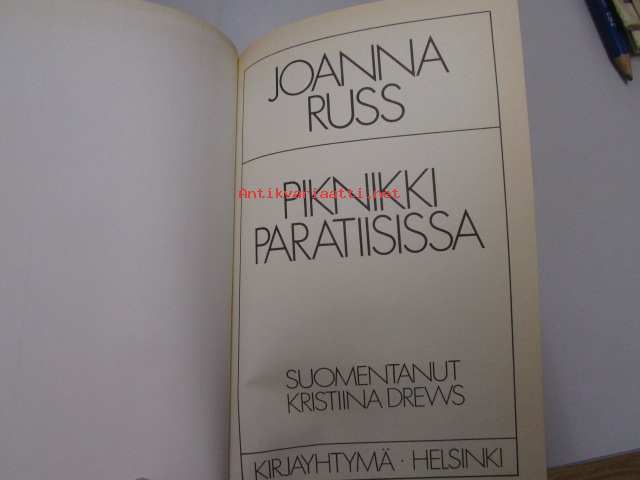 JOANNA
RUSS
Antikvariaatti.net
PIKNIKKI
PARATIISISSA
SUOMENTANUT
KRISTIINA DREWS
KIRJAYHTYMÄ · HELSINKI